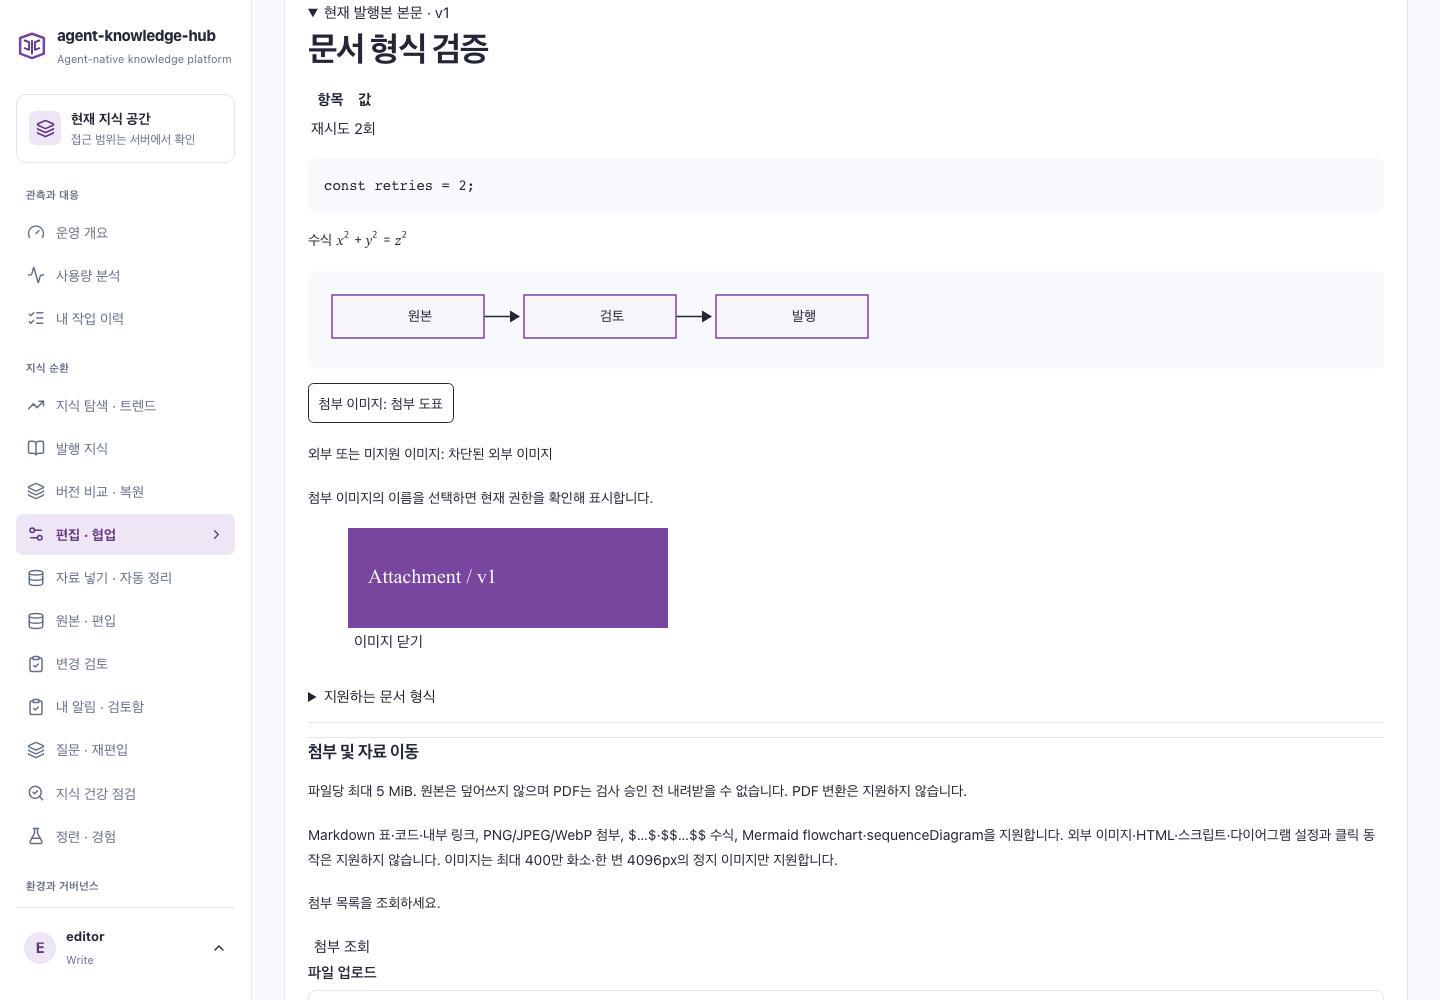 agent-knowledge-hub
Agent-native knowledge platform
현재 지식 공간
접근 범위는 서버에서 확인
관측과 대응
운영 개요
사용량 분석
내 작업 이력
지식 순환
지식 탐색 · 트렌드
발행 지식
버전 비교 · 복원
편집 · 협업
자료 넣기 · 자동 정리
원본 · 편입
변경 검토
내 알림 · 검토함
질문 · 재편입
지식 건강 점검
정련 · 경험
환경과 거버넌스
E
editor
Write
▼ 현재 발행본 본문 · v1
문서 형식 검증
항목 값
재시도 2회
const retries = 2;
수식 x² + y² = z²
원본 검토 발행
첨부 이미지: 첨부 도표
외부 또는 미지원 이미지: 차단된 외부 이미지
첨부 이미지의 이름을 선택하면 현재 권한을 확인해 표시합니다.
Attachment / v1
이미지 닫기
▶ 지원하는 문서 형식
첨부 및 자료 이동
파일당 최대 5 MiB. 원본은 덮어쓰지 않으며 PDF는 검사 승인 전 내려받을 수 없습니다. PDF 변환은 지원하지 않습니다.
Markdown 표·코드·내부 링크, PNG/JPEG/WebP 첨부, $...$·$$...$$ 수식, Mermaid flowchart·sequenceDiagram을 지원합니다. 외부 이미지·HTML·스크립트·다이어그램 설정과 클릭 동
작은 지원하지 않습니다. 이미지는 최대 400만 화소·한 변 4096px의 정지 이미지만 지원합니다.
첨부 목록을 조회하세요.
첨부 조회
파일 업로드